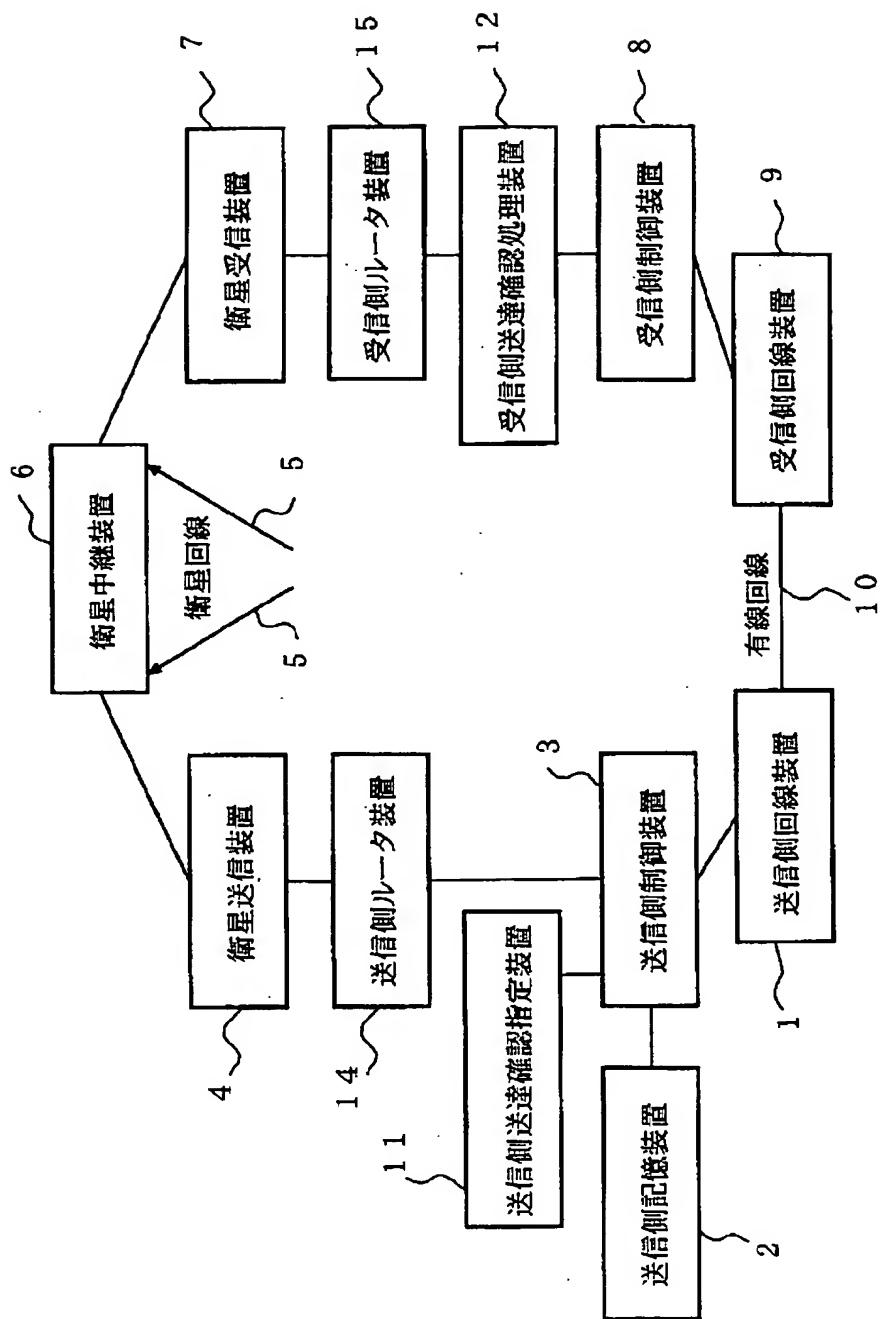 6
衛星中継装置
衛星回線
5
5
7
衛星受信装置
15
受信側ルータ装置
12
受信側送達確認処理装置
8
受信側制御装置
9
受信側回線装置
有線回線
10
4
衛星送信装置
14
送信側ルータ装置
11
送信側送達確認指定装置
3
送信側制御装置
2
送信側記憶装置
1
送信側回線装置